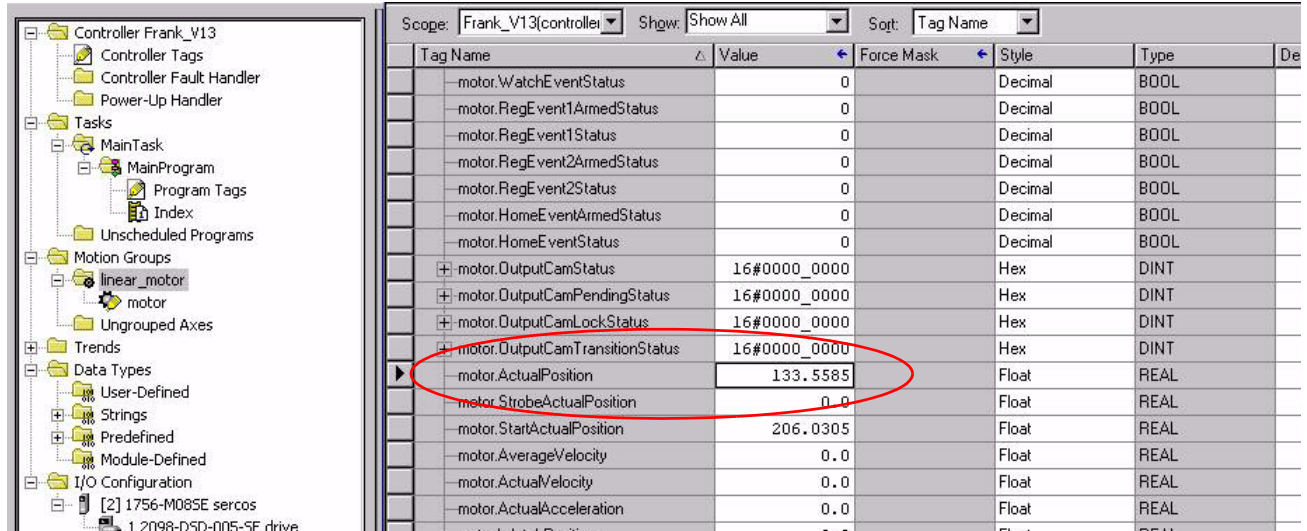 Controller Frank_V13
Controller Tags
Controller Fault Handler
Power-Up Handler
Tasks
MainTask
MainProgram
Program Tags
Index
Unscheduled Programs
Motion Groups
linear_motor
motor
Ungrouped Axes
Trends
Data Types
User-Defined
Strings
Predefined
Module-Defined
I/O Configuration
[2] 1756-M08SE sercos
1 2098-DSD-005-SE drive
Scope: Frank_V13(controller Show: Show All Sort: Tag Name
Tag Name Value Force Mask Style Type De
motor.WatchEventStatus 0 Decimal BOOL
motor.RegEvent1ArmedStatus 0 Decimal BOOL
motor.RegEvent1Status 0 Decimal BOOL
motor.RegEvent2ArmedStatus 0 Decimal BOOL
motor.RegEvent2Status 0 Decimal BOOL
motor.HomeEventArmedStatus 0 Decimal BOOL
motor.HomeEventStatus 0 Decimal BOOL
motor.OutputCamStatus 16#0000_0000 Hex DINT
motor.OutputCamPendingStatus 16#0000_0000 Hex DINT
motor.OutputCamLockStatus 16#0000_0000 Hex DINT
motor.OutputCamTransitionStatus 16#0000_0000 Hex DINT
motor.ActualPosition 133.5585 Float REAL
motor.StrobeActualPosition 0.0 Float REAL
motor.StartActualPosition 206.0305 Float REAL
motor.AverageVelocity 0.0 Float REAL
motor.ActualVelocity 0.0 Float REAL
motor.ActualAcceleration 0.0 Float REAL